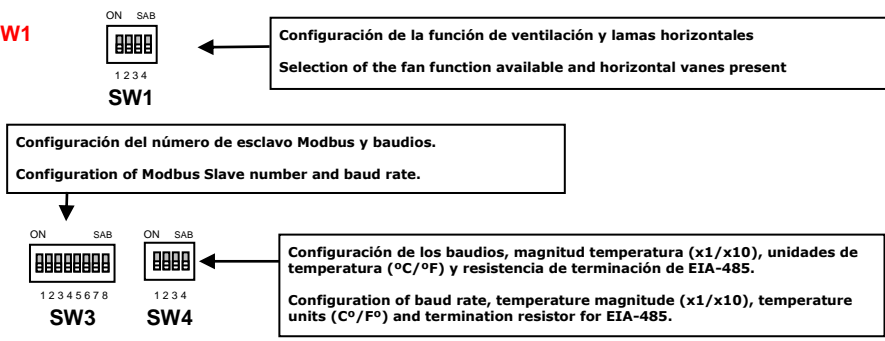 ON SAB
W1
1 2 3 4
SW1
Configuración de la función de ventilación y lamas horizontales
Selection of the fan function available and horizontal vanes present
Configuración del número de esclavo Modbus y baudios.
Configuration of Modbus Slave number and baud rate.
ON SAB
1 2 3 4 5 6 7 8
SW3
ON SAB
1 2 3 4
SW4
Configuración de los baudios, magnitud temperatura (x1/x10), unidades de
temperatura (ºC/ºF) y resistencia de terminación de EIA-485.
Configuration of baud rate, temperature magnitude (x1/x10), temperature
units (Cº/Fº) and termination resistor for EIA-485.